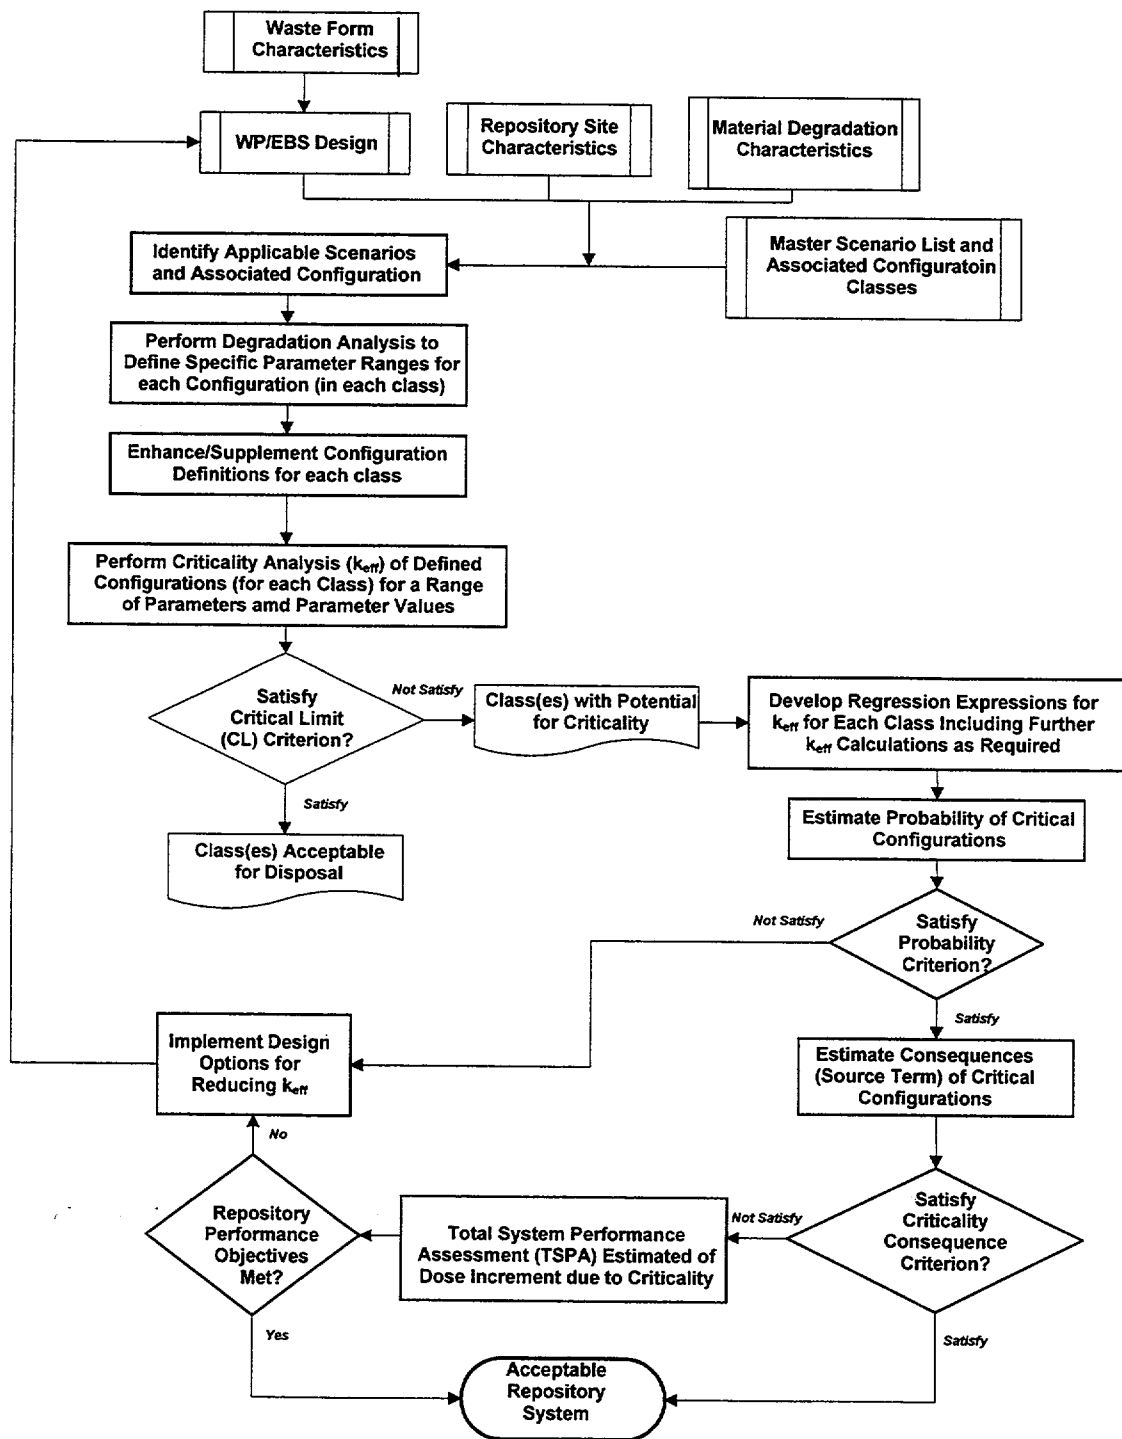 Waste Form
Characteristics
WP/EBS Design
Repository Site
Characteristics
Material Degradation
Characteristics
Identify Applicable Scenarios
and Associated Configuration
Master Scenario List and
Associated Configuratoin
Classes
Perform Degradation Analysis to
Define Specific Parameter Ranges for
each Configuration (in each class)
Enhance/Supplement Configuration
Definitions for each class
Perform Criticality Analysis (keff) of Defined
Configurations (for each Class) for a Range
of Parameters amd Parameter Values
Satisfy
Critical Limit
(CL) Criterion?
Not Satisfy
Class(es) with Potential
for Criticality
Develop Regression Expressions for
keff for Each Class Including Further
keff Calculations as Required
Satisfy
Class(es) Acceptable
for Disposal
Estimate Probability of Critical
Configurations
Not Satisfy
Satisfy
Probability
Criterion?
Satisfy
Implement Design
Options for
Reducing keff
Estimate Consequences
(Source Term) of Critical
Configurations
No
Repository
Performance
Objectives
Met?
Total System Performance
Assessment (TSPA) Estimated of
Dose Increment due to Criticality
Not Satisfy
Satisfy
Criticality
Consequence
Criterion?
Yes
Satisfy
Acceptable
Repository
System